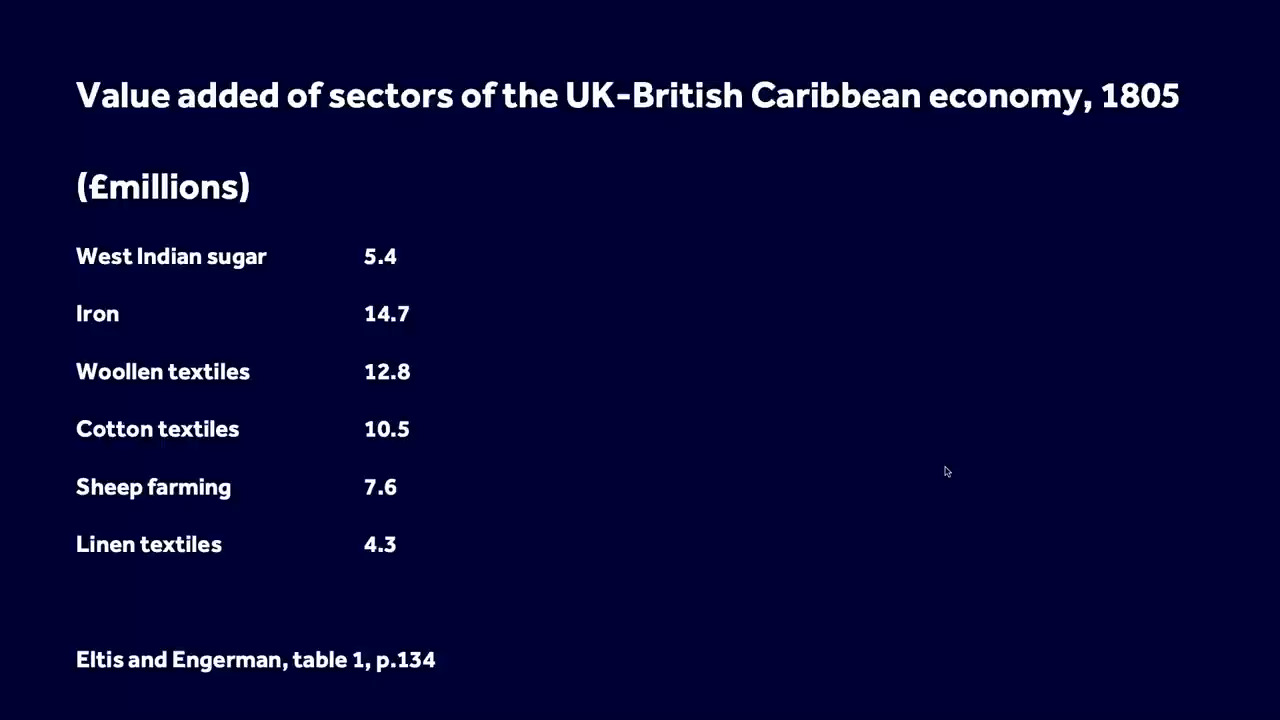 Value added of sectors of the UK-British Caribbean economy, 1805
(£millions)
West Indian sugar 5.4
Iron 14.7
Woollen textiles 12.8
Cotton textiles 10.5
Sheep farming 7.6
Linen textiles 4.3
Eltis and Engerman, table 1, p.134